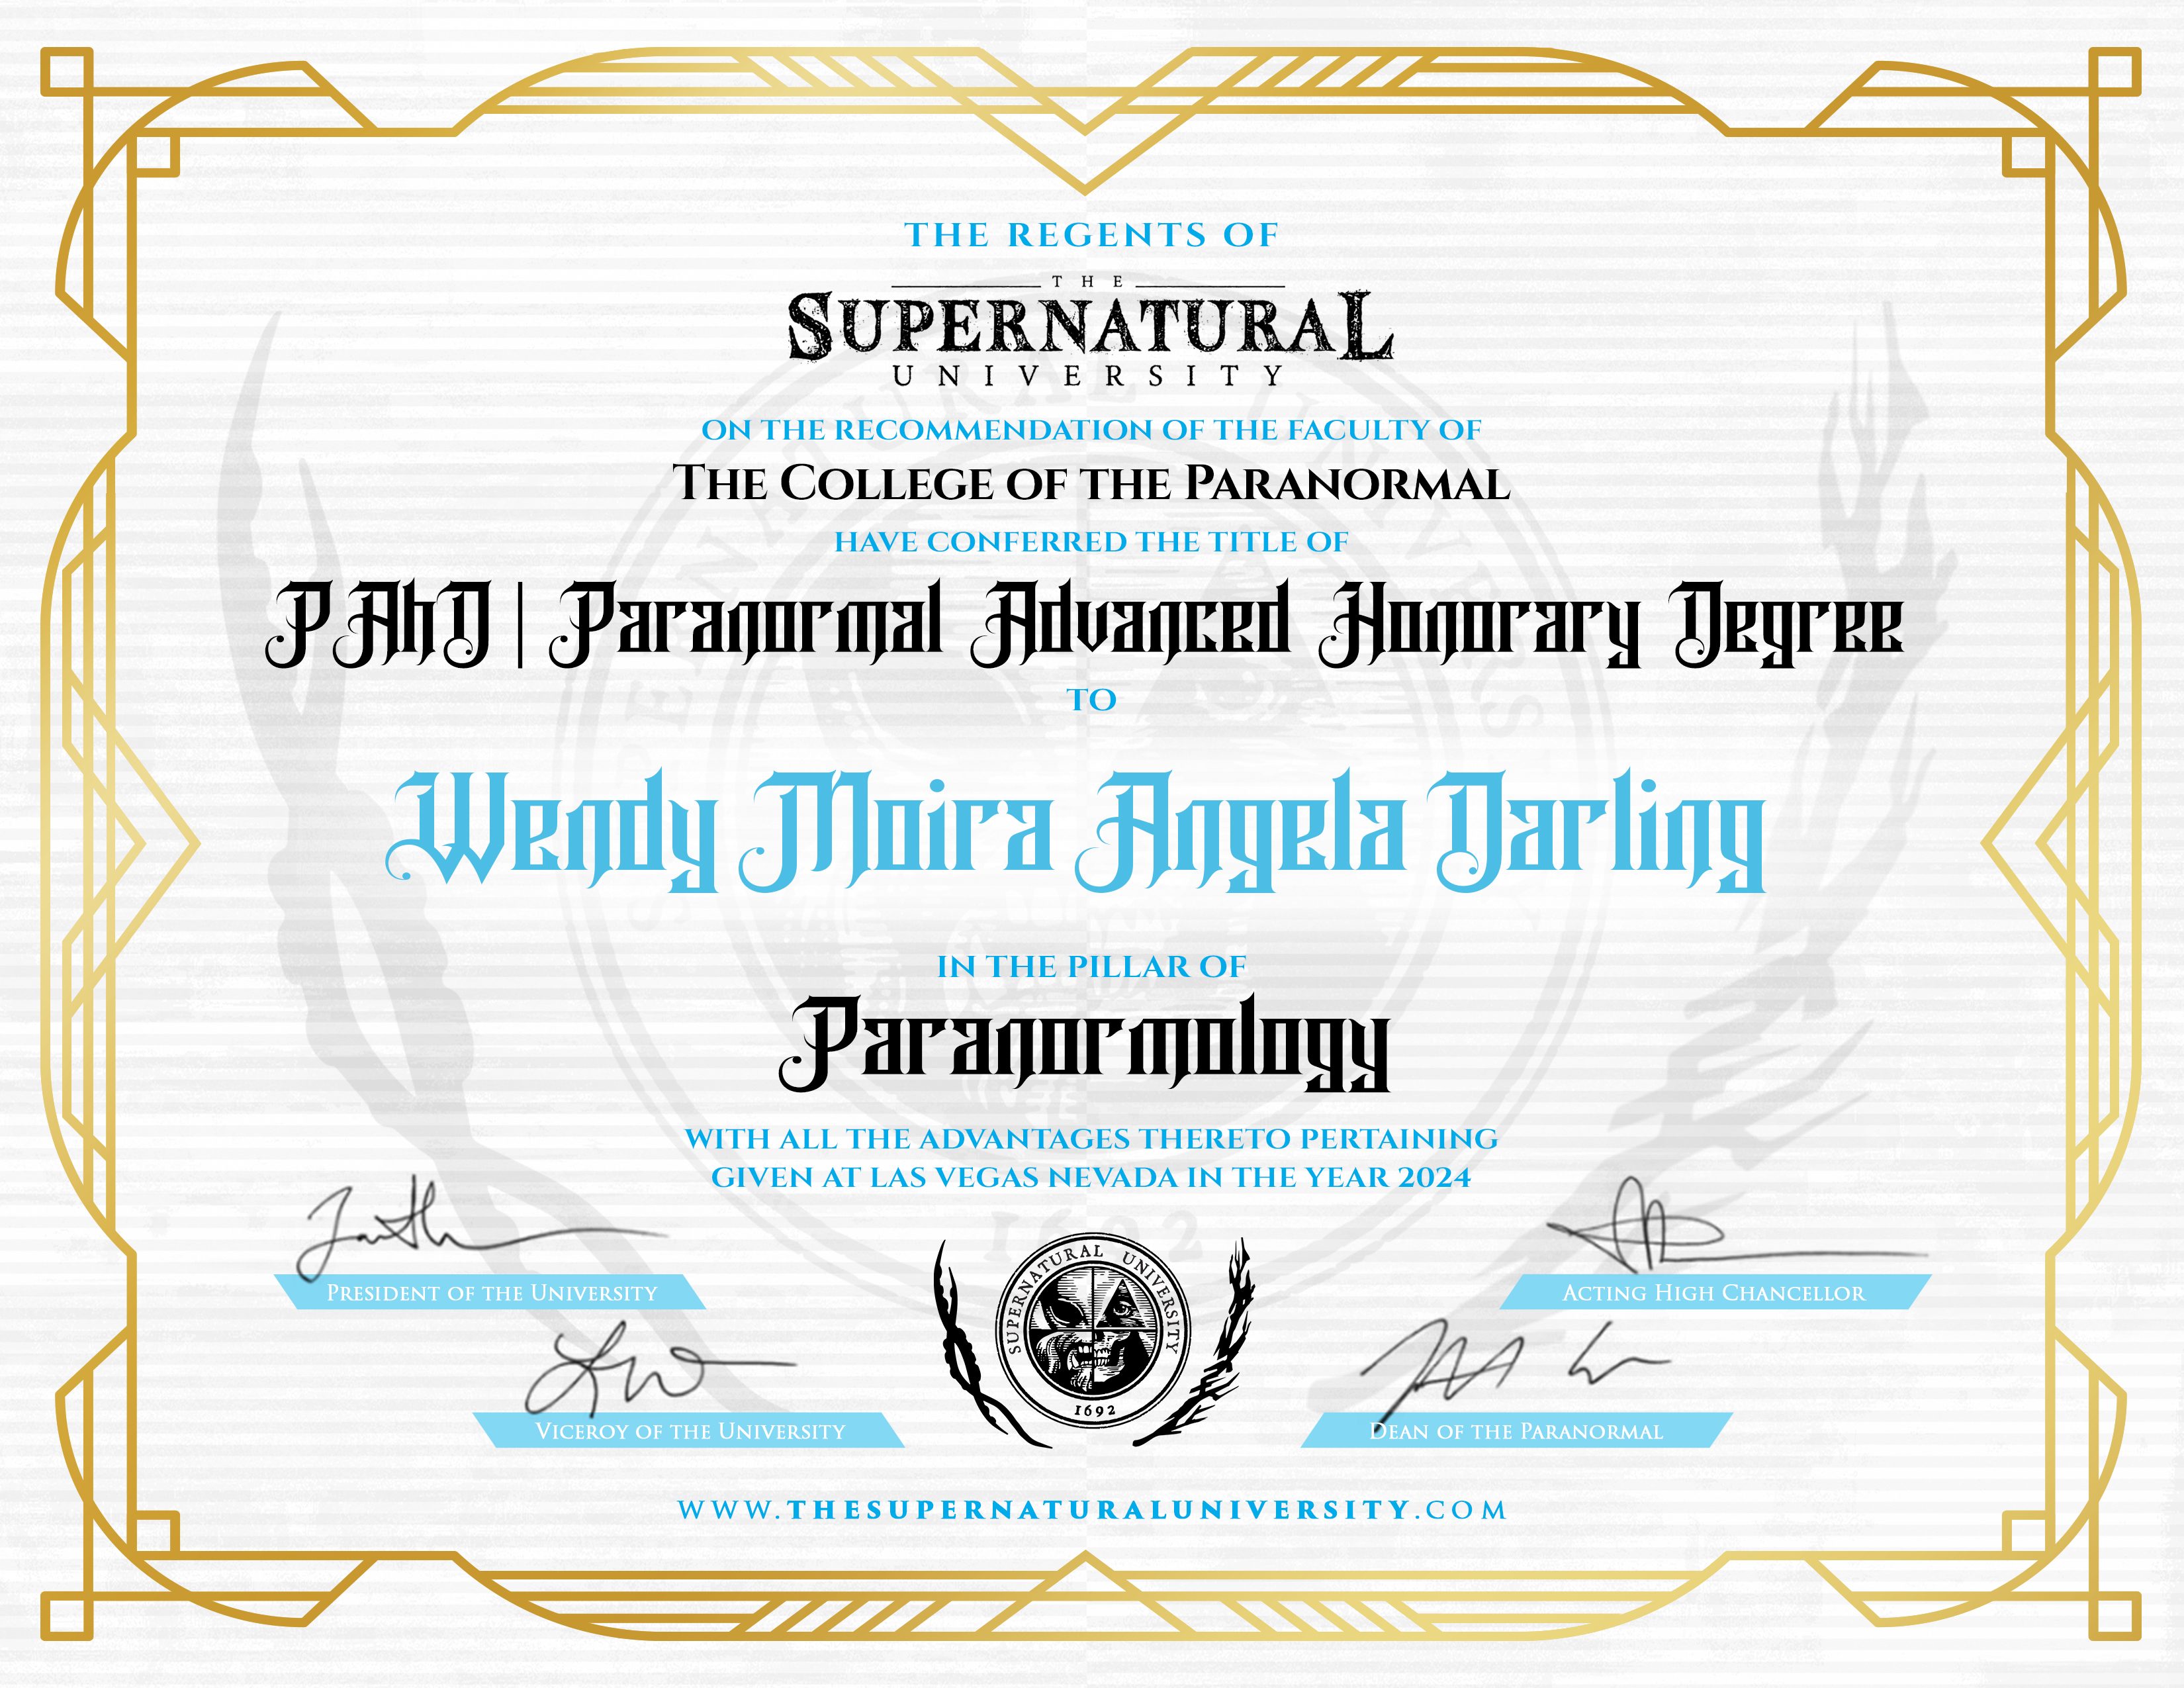 THE REGENTS OF
THE
SUPERNATURAL
UNIVERSITY
ON THE RECOMMENDATION OF THE FACULTY OF
THE COLLEGE OF THE PARANORMAL
HAVE CONFERRED THE TITLE OF
PAhD | Paranormal Advanced Honorary Degree
TO
Wendy Moira Angela Darling
IN THE PILLAR OF
Paranormology
WITH ALL THE ADVANTAGES THERETO PERTAINING
GIVEN AT LAS VEGAS NEVADA IN THE YEAR 2024
PRESIDENT OF THE UNIVERSITY
ACTING HIGH CHANCELLOR
SUPERNATURAL UNIVERSITY
1692
VICEROY OF THE UNIVERSITY
DEAN OF THE PARANORMAL
WWW.THESUPERNATURALUNIVERSITY.COM